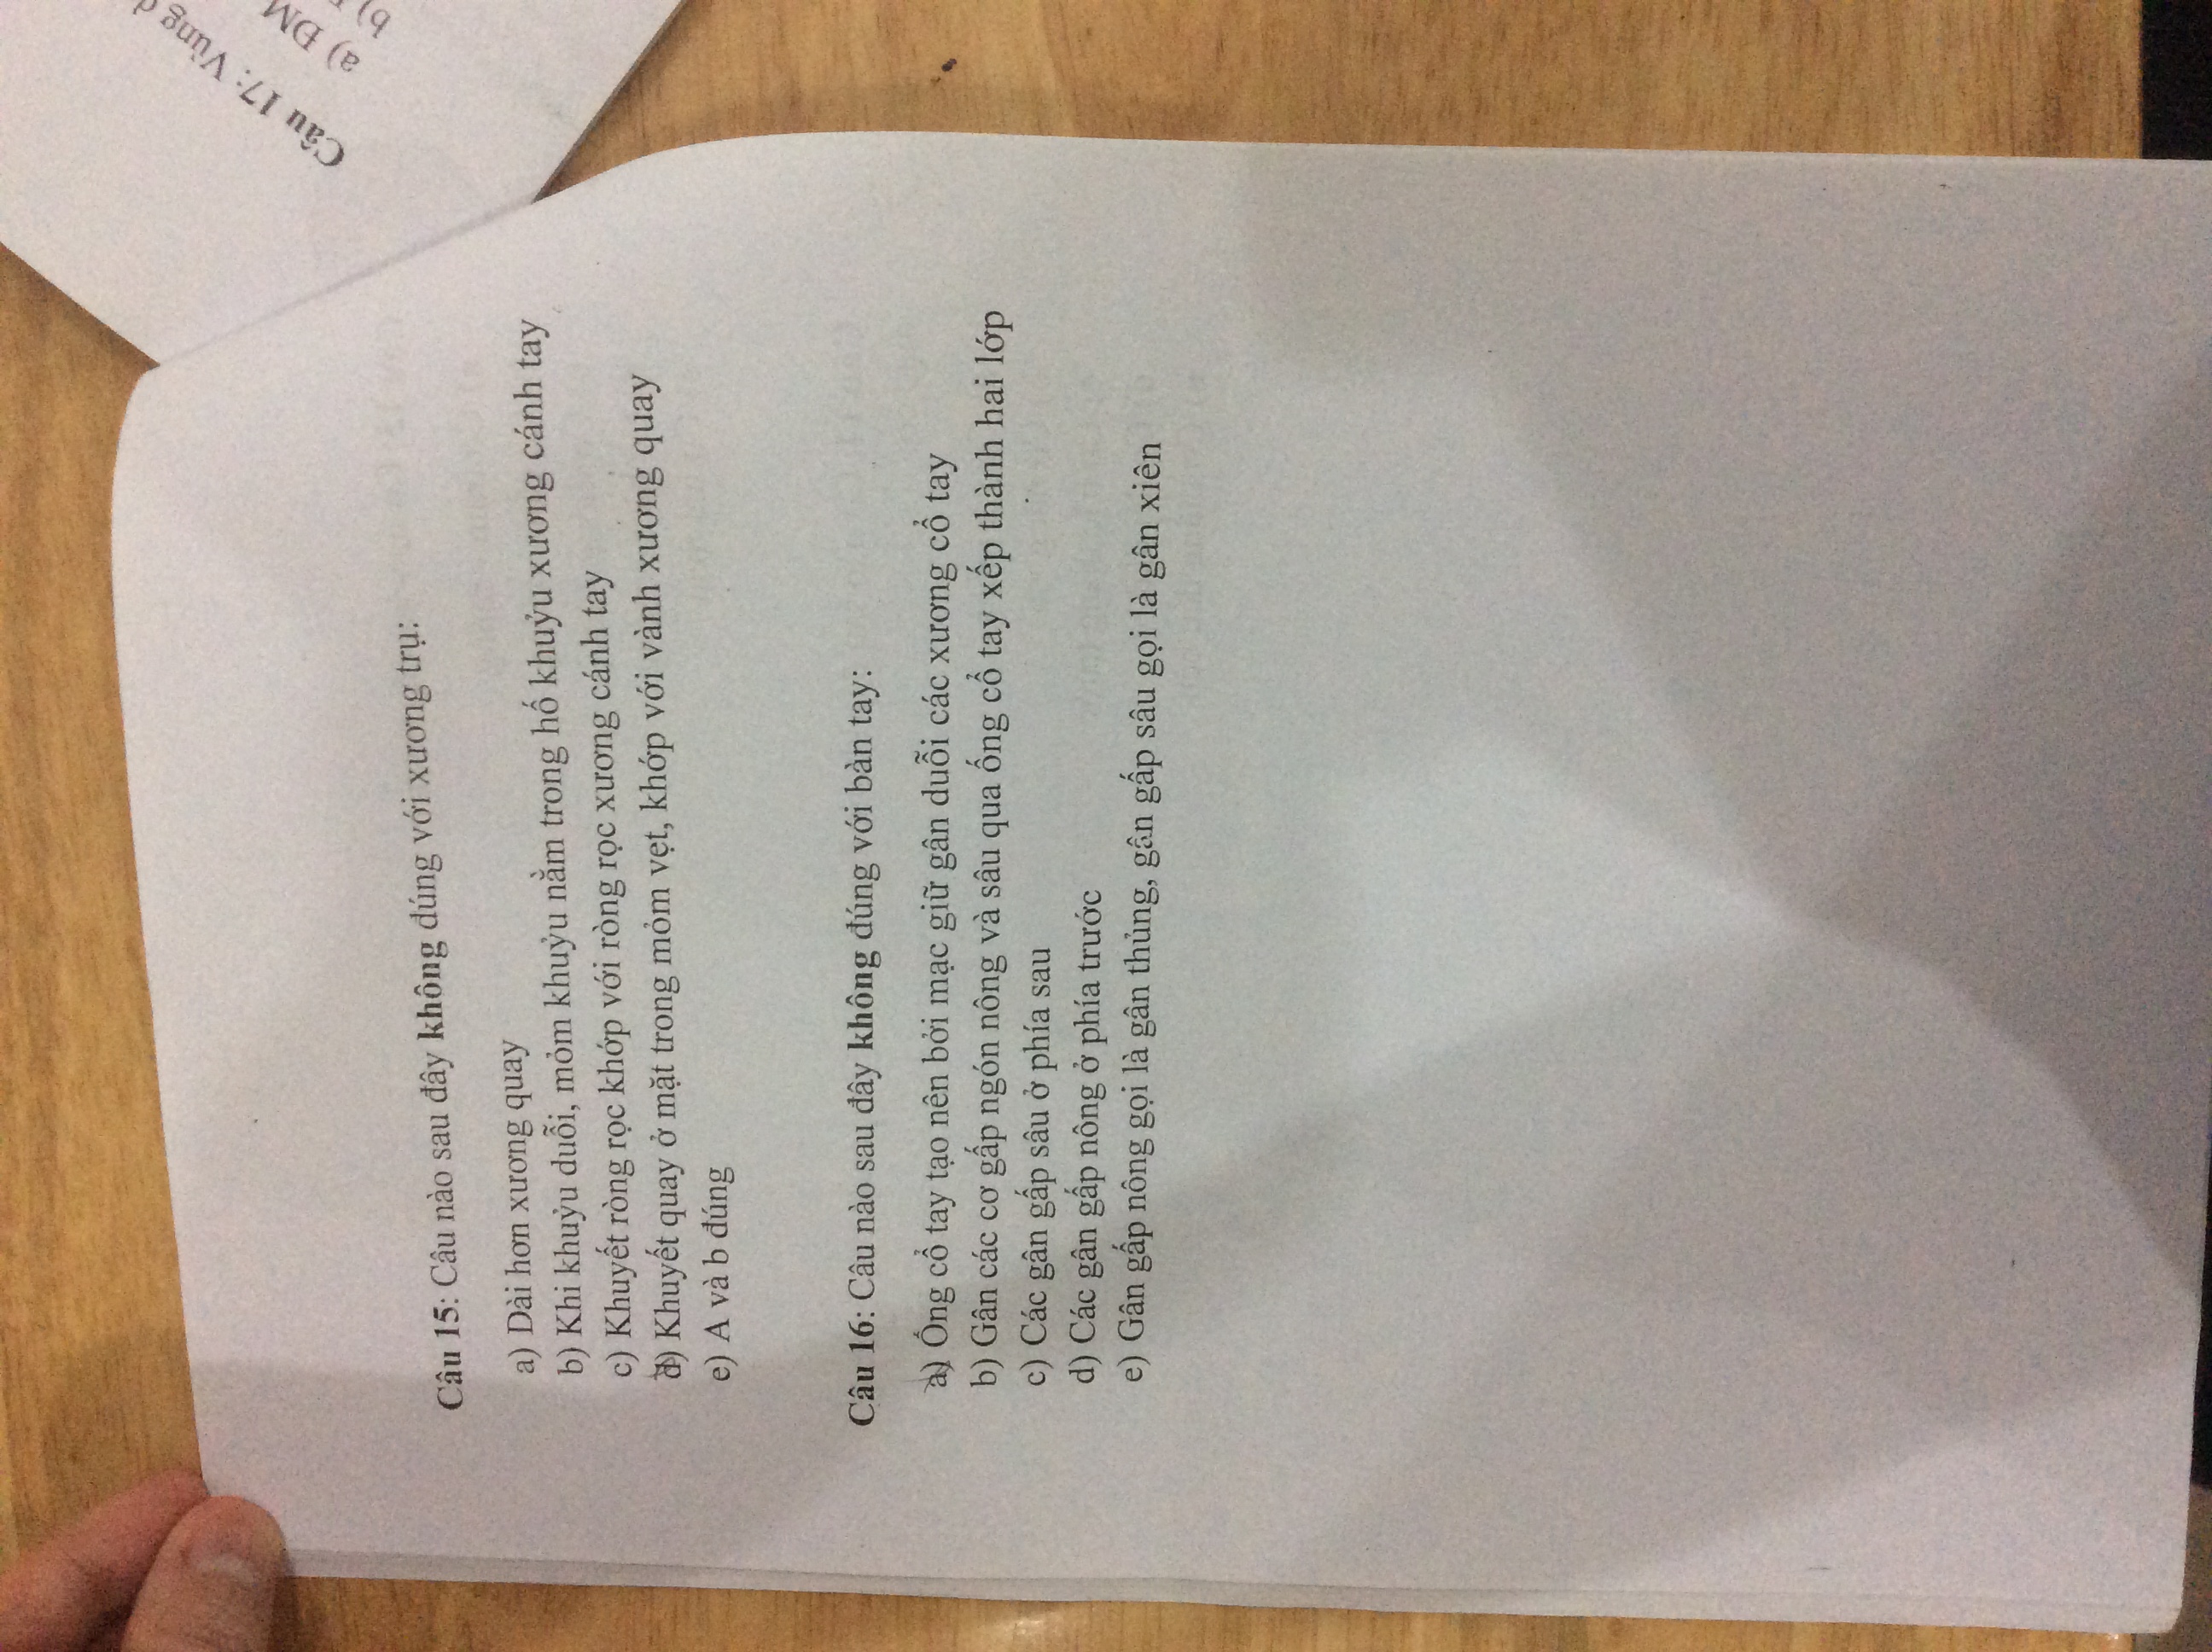 Câu 15: Câu nào sau đây không đúng với xương trụ:
a) Dài hơn xương quay
b) Khi khuỷu duỗi, mỏm khuỷu nằm trong hố khuỷu xương cánh tay
c) Khuyết ròng rọc khớp với ròng rọc xương cánh tay
d) Khuyết quay ở mặt trong mỏm vẹt, khớp với vành xương quay
e) A và b đúng
Câu 16: Câu nào sau đây không đúng với bàn tay:
a) Ống cổ tay tạo nên bởi mạc giữ gân duỗi các xương cổ tay
b) Gân các cơ gấp ngón nông và sâu qua ống cổ tay xếp thành hai lớp
c) Các gân gấp sâu ở phía sau
d) Các gân gấp nông ở phía trước
e) Gân gấp nông gọi là gân thủng, gân gấp sâu gọi là gân xiên
Câu 17: Vùng
a) ĐM
b)